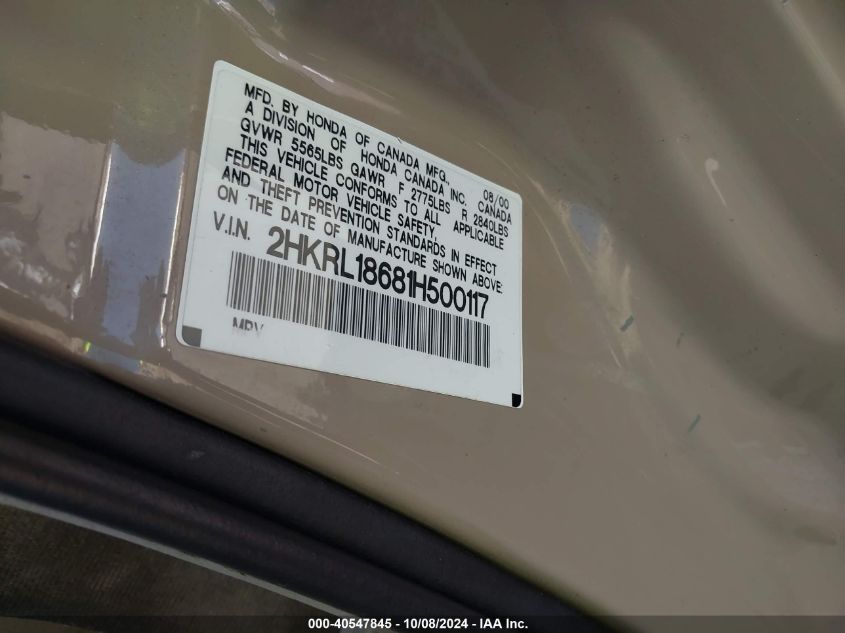 MFD. BY HONDA OF CANADA MFG. 08/00
A DIVISION OF HONDA CANADA INC. CANADA
GVWR 5565LBS GAWR F 2775LBS R 2840LBS
THIS VEHICLE CONFORMS TO ALL APPLICABLE
FEDERAL MOTOR VEHICLE SAFETY,
AND THEFT PREVENTION STANDARDS IN EFFECT
ON THE DATE OF MANUFACTURE SHOWN ABOVE:
V.I.N. 2HKRL18681H500117
MPV
000-40547845 - 10/08/2024 - IAA Inc.